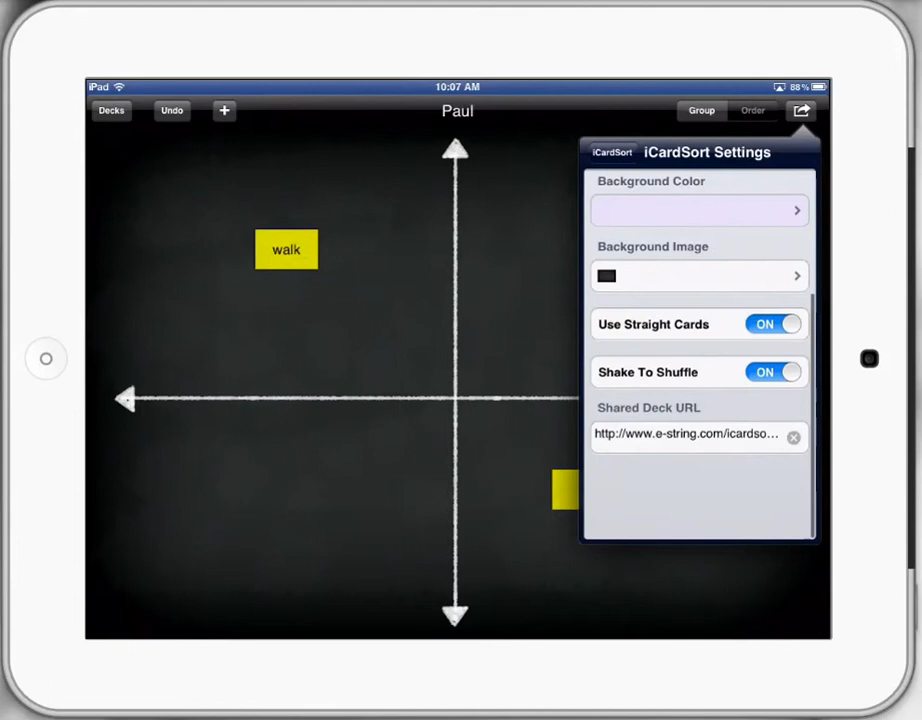 iPad 10:07 AM 88%
Decks Undo + Paul Group Order
iCardSort iCardSort Settings
Background Color
walk
Background Image
Use Straight Cards ON
Shake To Shuffle ON
Shared Deck URL
http://www.e-string.com/icardso...